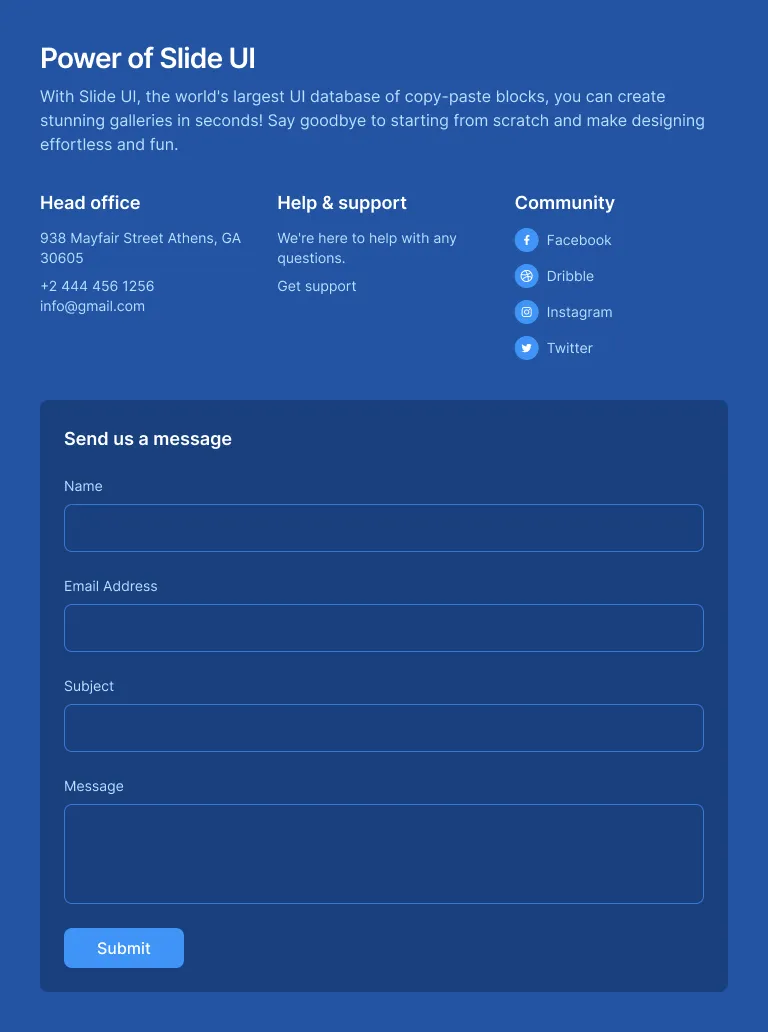 Power of Slide UI
With Slide UI, the world's largest UI database of copy-paste blocks, you can create
stunning galleries in seconds! Say goodbye to starting from scratch and make designing
effortless and fun.
Head office
938 Mayfair Street Athens, GA
30605
+2 444 456 1256
info@gmail.com
Help & support
We're here to help with any
questions.
Get support
Community
Facebook
Dribble
Instagram
Twitter
Send us a message
Name
Email Address
Subject
Message
Submit